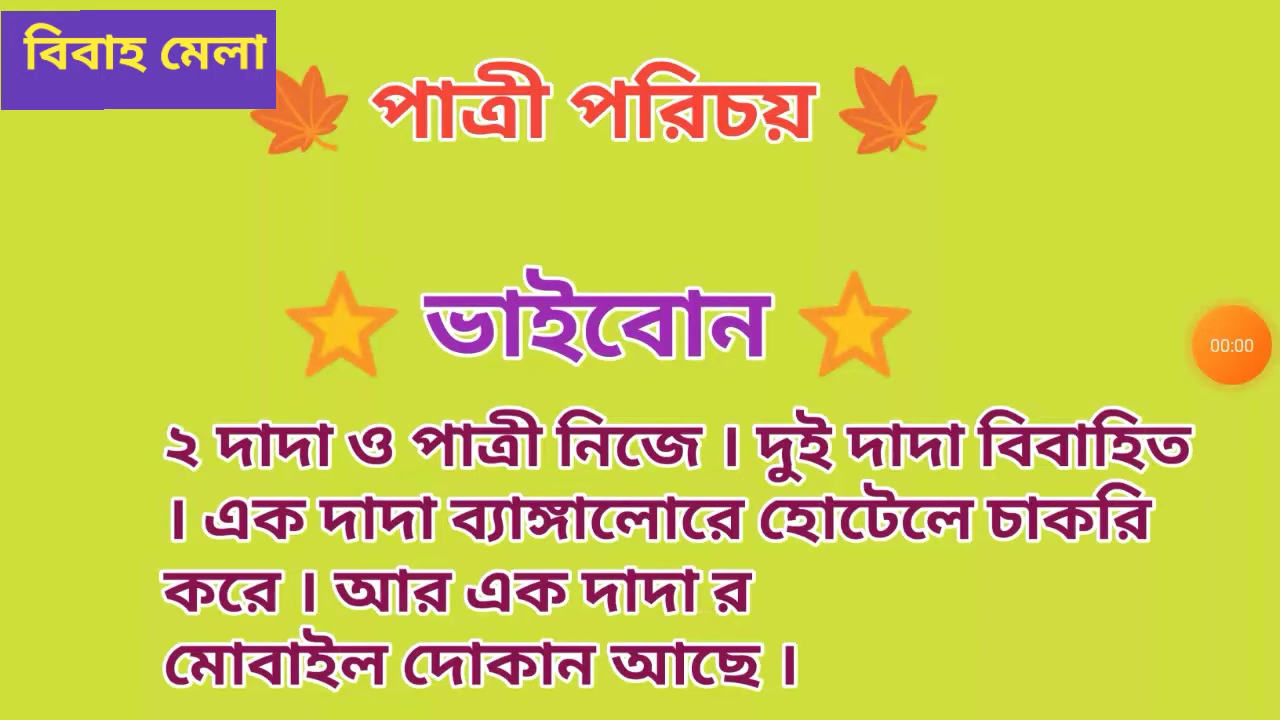 বিবাহ মেলা
পাত্রী পরিচয়
ভাইবোন
00:00
২ দাদা ও পাত্রী নিজে । দুই দাদা বিবাহিত
। এক দাদা ব্যাঙ্গালোরে হোটেলে চাকরি
করে । আর এক দাদা র
মোবাইল দোকান আছে ।